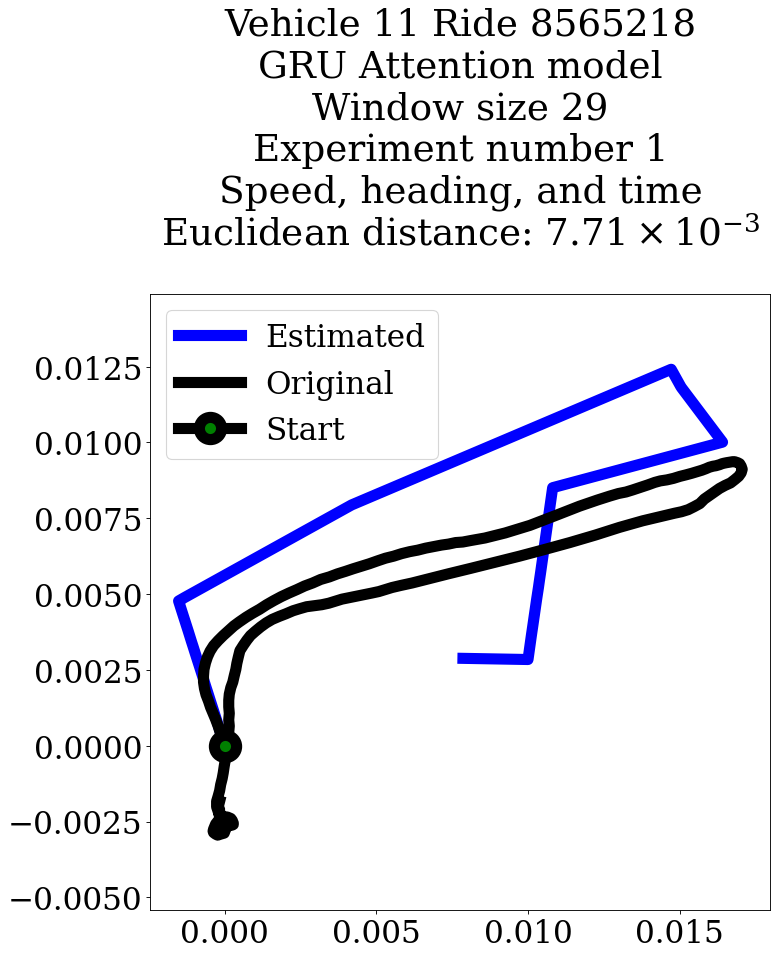 Vehicle 11 Ride 8565218
GRU Attention model
Window size 29
Experiment number 1
Speed, heading, and time
Euclidean distance: 7.71 × 10⁻³
Estimated
Original
Start
0.0125
0.0100
0.0075
0.0050
0.0025
0.0000
−0.0025
−0.0050
0.000 0.005 0.010 0.015